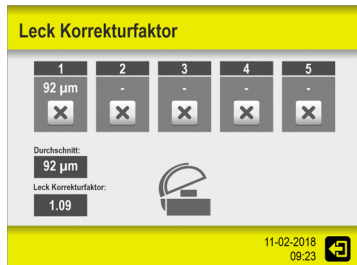 Leck Korrekturfaktor
1 2 3 4 5
92 µm - - - -
Durchschnitt:
92 µm
Leck Korrekturfaktor:
1.09
11-02-2018
09:23